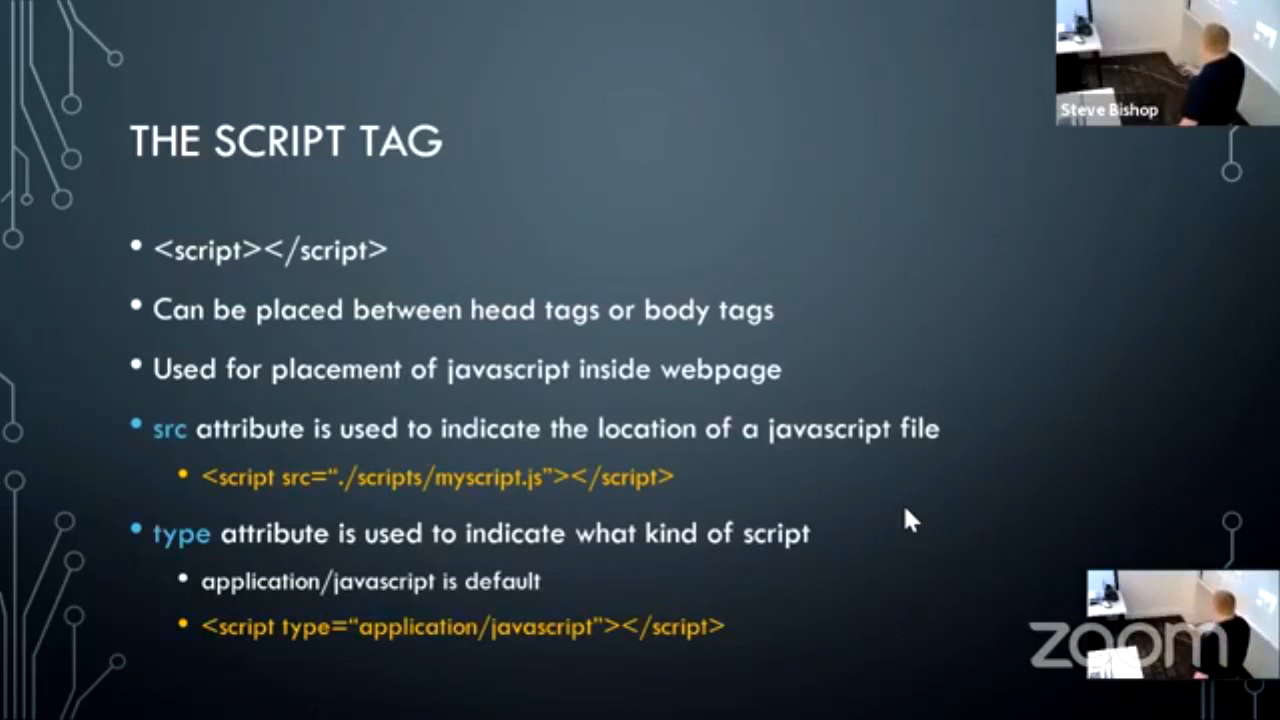 Steve Bishop
THE SCRIPT TAG
<script></script>
Can be placed between head tags or body tags
Used for placement of javascript inside webpage
src attribute is used to indicate the location of a javascript file
<script src=“./scripts/myscript.js”></script>
type attribute is used to indicate what kind of script
application/javascript is default
<script type=“application/javascript”></script>
zoom